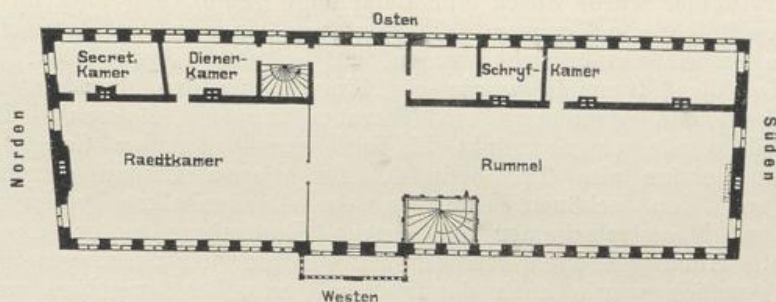 Osten
Secret.
Kamer
Diener-
Kamer
Schryf-Kamer
Norden
Süden
Raedtkamer
Rummel
Westen